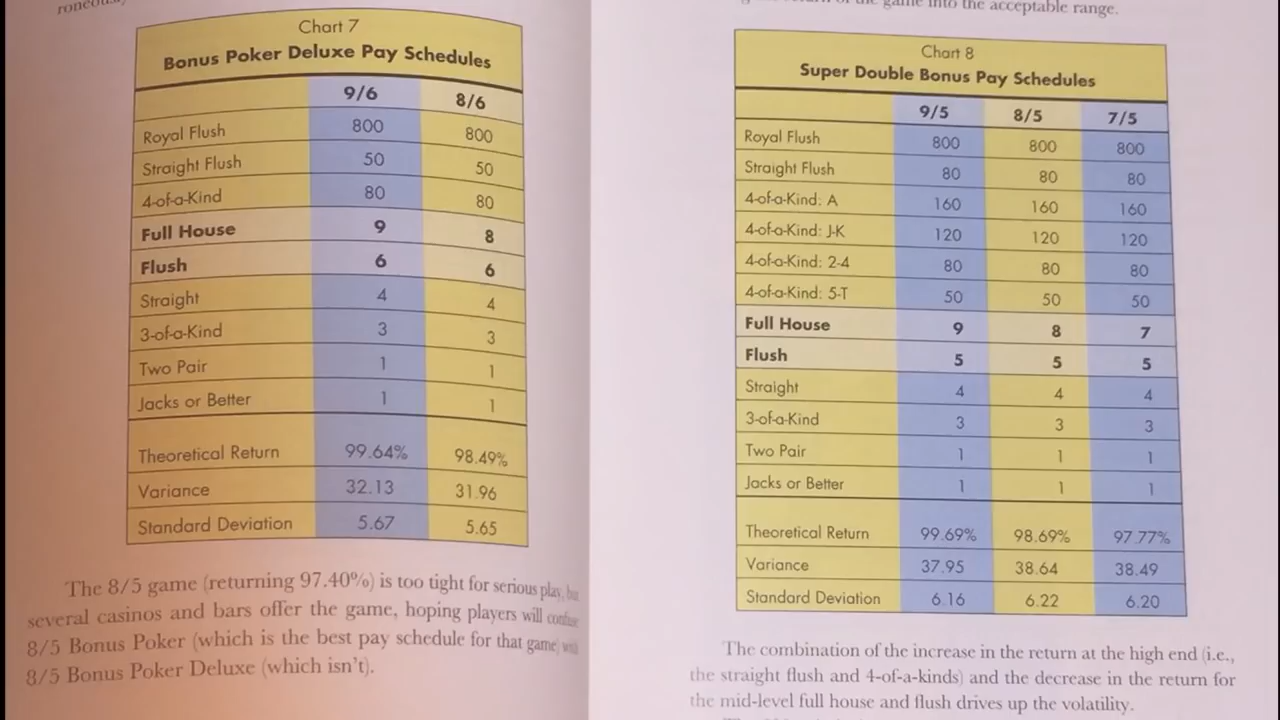 Chart 7
Bonus Poker Deluxe Pay Schedules
9/6 8/6
Royal Flush 800 800
Straight Flush 50 50
4-of-a-Kind 80 80
Full House 9 8
Flush 6 6
Straight 4 4
3-of-a-Kind 3 3
Two Pair 1 1
Jacks or Better 1 1
Theoretical Return 99.64% 98.49%
Variance 32.13 31.96
Standard Deviation 5.67 5.65
The 8/5 game (returning 97.40%) is too tight for serious play, but
several casinos and bars offer the game, hoping players will confuse
8/5 Bonus Poker (which is the best pay schedule for that game) with
8/5 Bonus Poker Deluxe (which isn't).
of the game into the acceptable range.
Chart 8
Super Double Bonus Pay Schedules
9/5 8/5 7/5
Royal Flush 800 800 800
Straight Flush 80 80 80
4-of-a-Kind: A 160 160 160
4-of-a-Kind: J-K 120 120 120
4-of-a-Kind: 2-4 80 80 80
4-of-a-Kind: 5-T 50 50 50
Full House 9 8 7
Flush 5 5 5
Straight 4 4 4
3-of-a-Kind 3 3 3
Two Pair 1 1 1
Jacks or Better 1 1 1
Theoretical Return 99.69% 98.69% 97.77%
Variance 37.95 38.64 38.49
Standard Deviation 6.16 6.22 6.20
The combination of the increase in the return at the high end (i.e.,
the straight flush and 4-of-a-kinds) and the decrease in the return for
the mid-level full house and flush drives up the volatility.